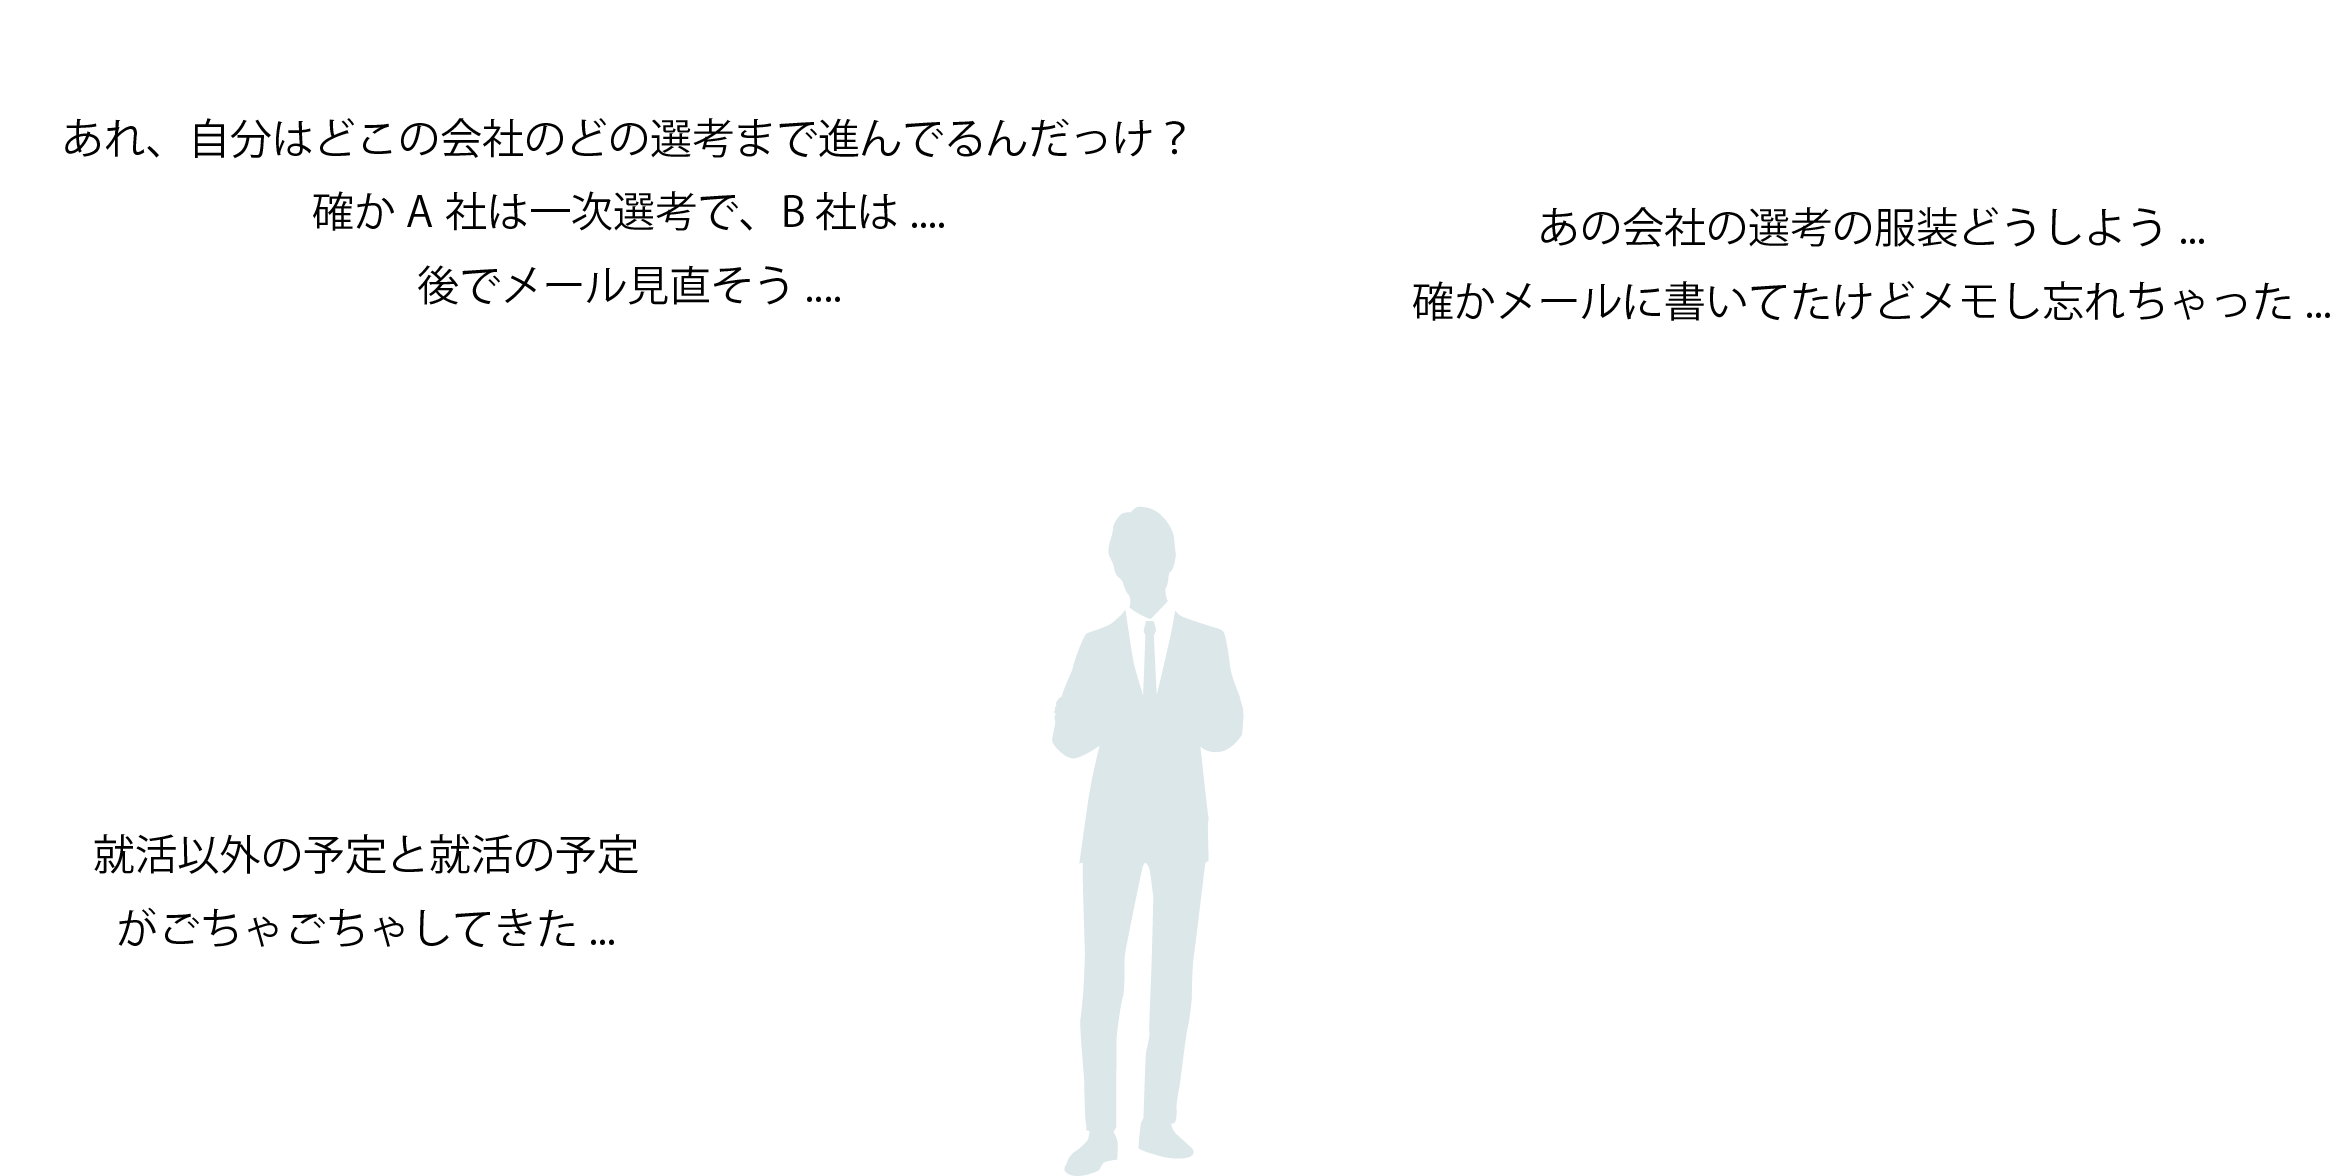 あれ、自分はどこの会社のどの選考まで進んでるんだっけ？
確か A 社は一次選考で、B 社は ....
後でメール見直そう ....
あの会社の選考の服装どうしよう ...
確かメールに書いてたけどメモし忘れちゃった ...
就活以外の予定と就活の予定
がごちゃごちゃしてきた ...